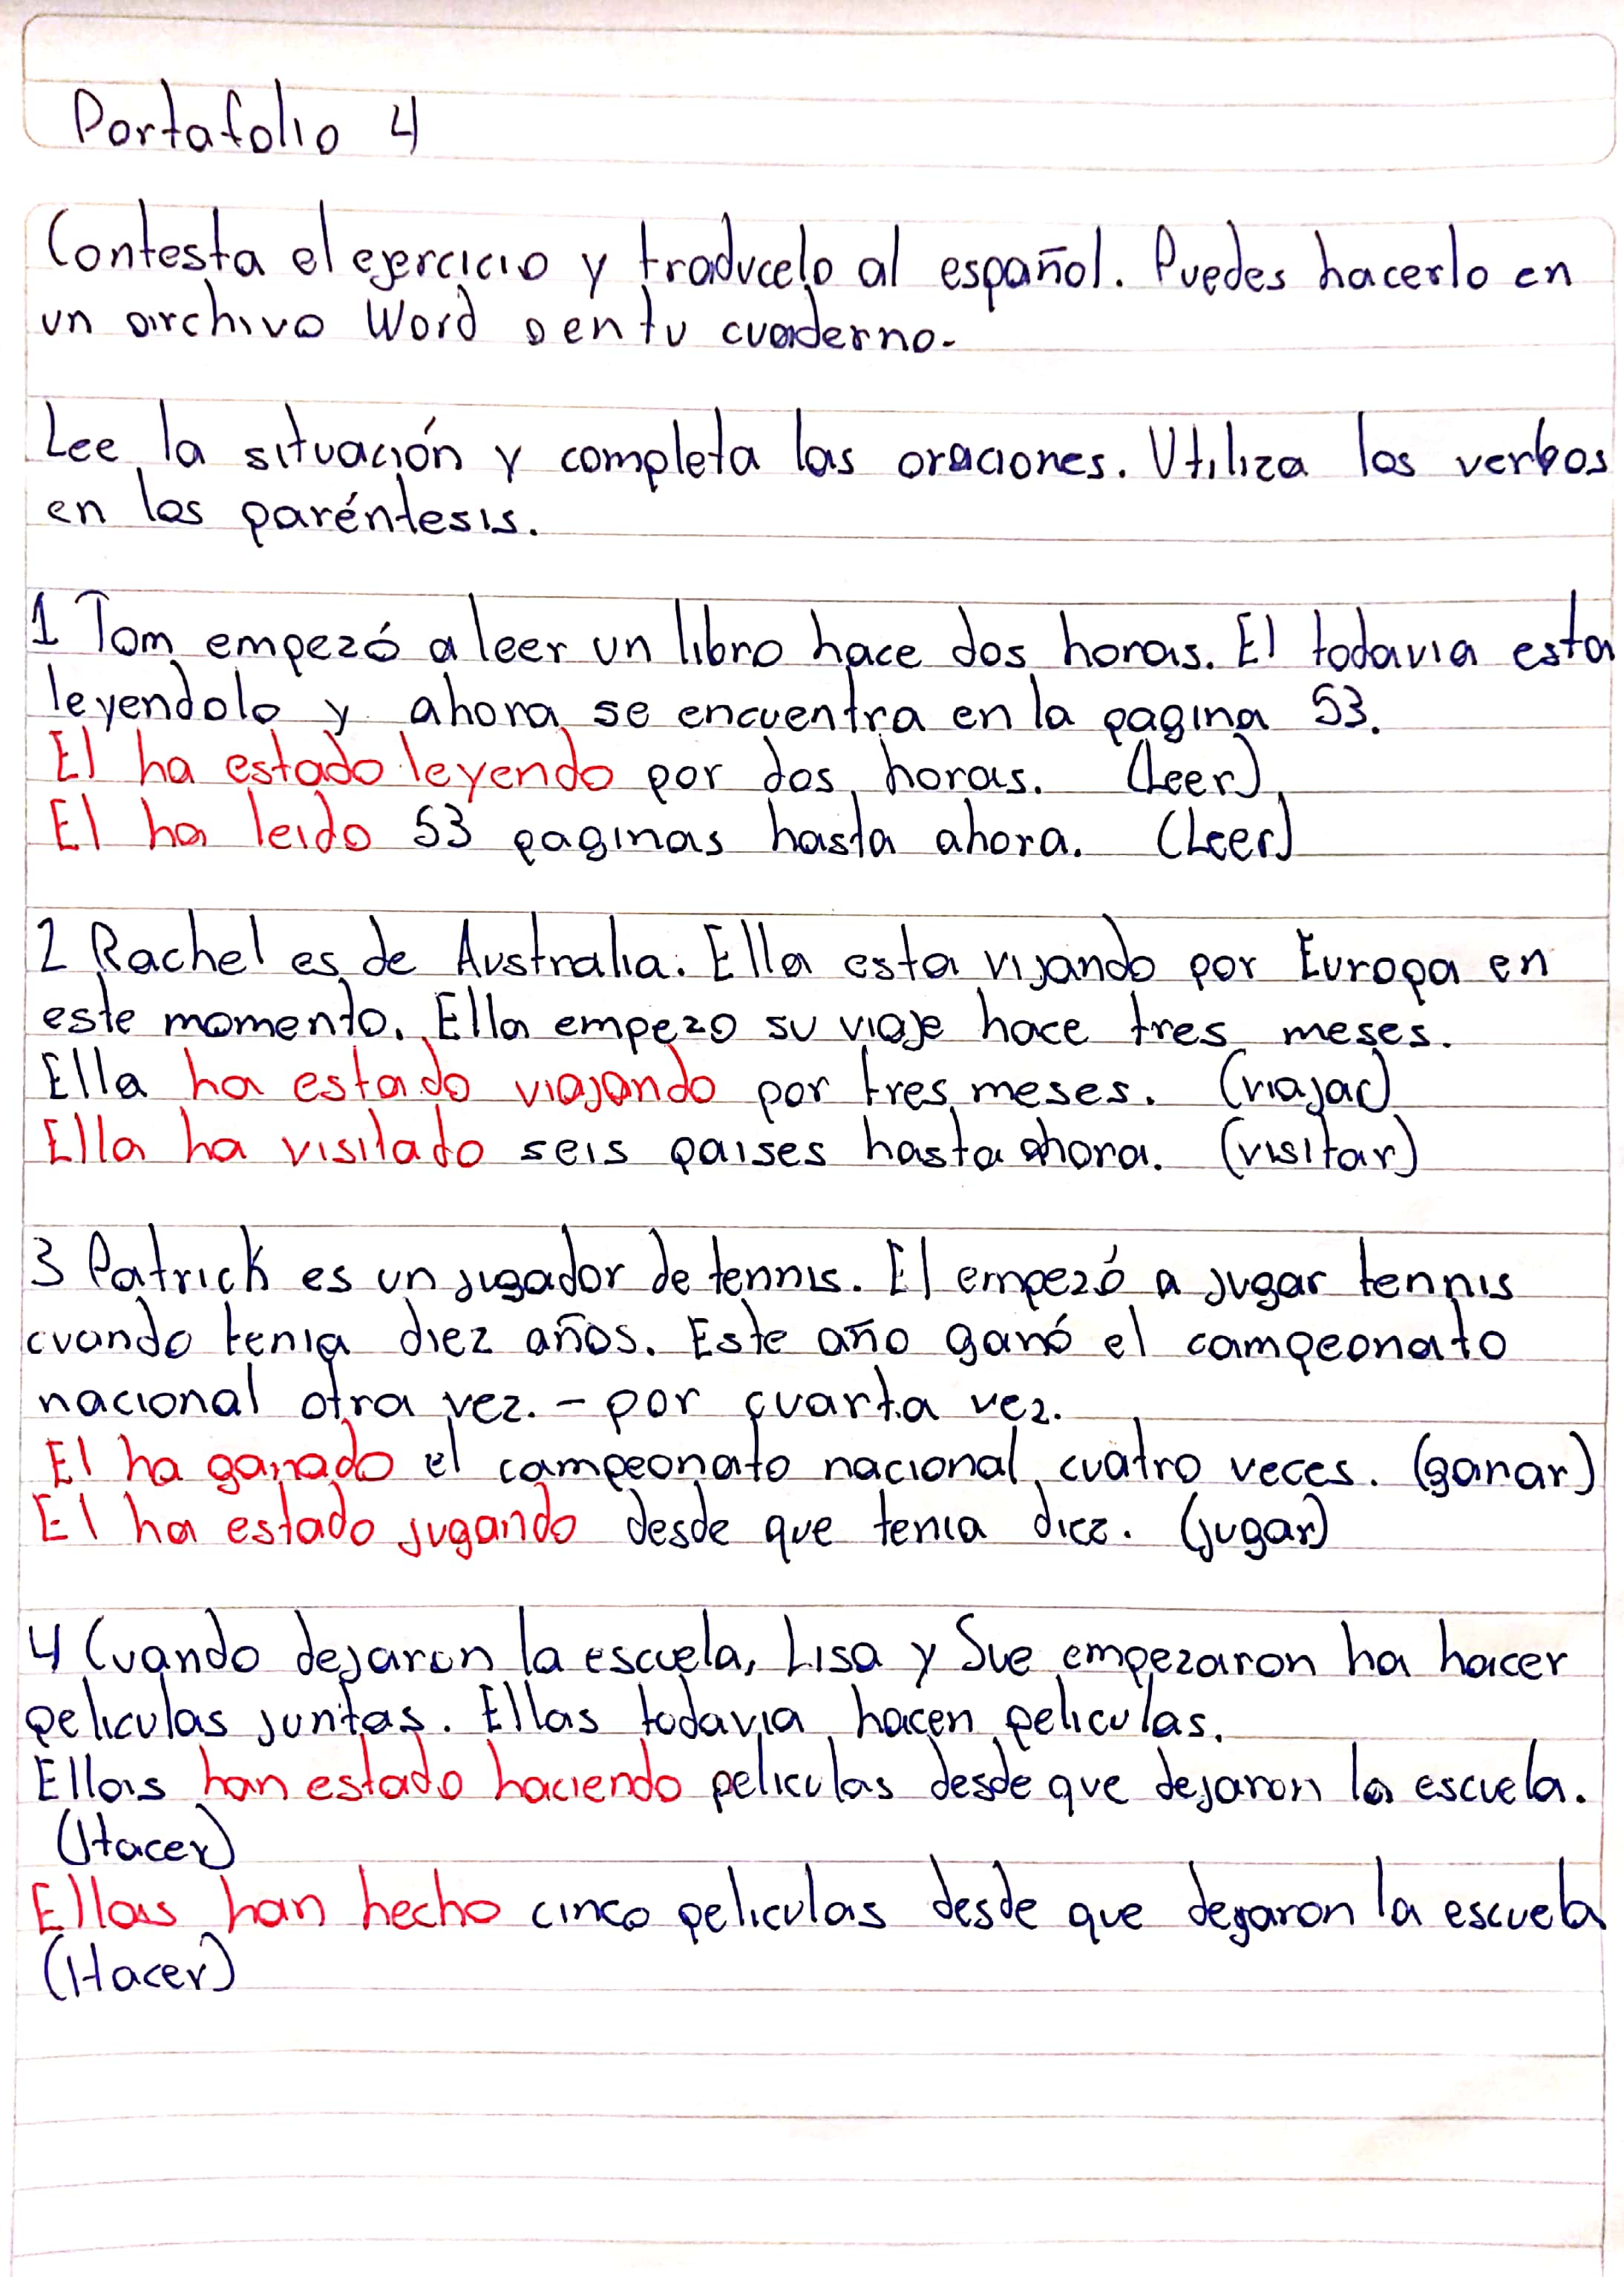 Portafolio 4
Contesta el ejercicio y traducelo al español. Puedes hacerlo en
un archivo Word o en tu cuaderno.
Lee la situación y completa las oraciones. Utiliza los verbos
en los paréntesis.
1 Tom empezó a leer un libro hace dos horas. El todavia esta
leyendolo y ahora se encuentra en la pagina 53.
El ha estado leyendo por dos horas. (Leer)
El ha leido 53 paginas hasta ahora. (Leer)
2 Rachel es de Australia. Ella esta vijando por Europa en
este momento. Ella empezo su viaje hace tres meses.
Ella ha estado viajando por tres meses. (viajar)
Ella ha visitado seis paises hasta ahora. (visitar)
3 Patrick es un jugador de tennis. El empezó a jugar tennis
cuando tenia diez años. Este año ganó el campeonato
nacional otra vez. - por cuarta vez.
El ha ganado el campeonato nacional cuatro veces. (ganar)
El ha estado jugando desde que tenia diez. (jugar)
4 Cuando dejaron la escuela, Lisa y Sue empezaron ha hacer
peliculas juntas. Ellas todavia hacen peliculas.
Ellas han estado haciendo peliculas desde que dejaron la escuela.
(Hacer)
Ellas han hecho cinco peliculas desde que dejaron la escuela
(Hacer)